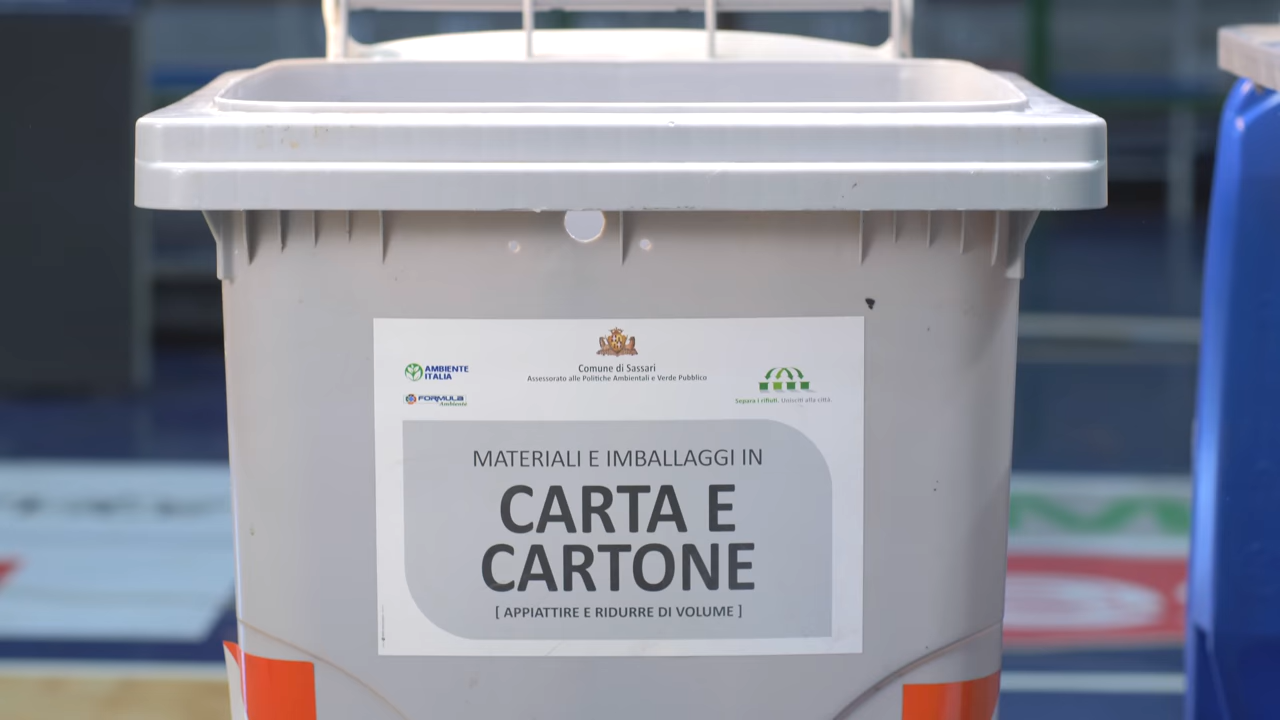 Comune di Sassari
Assessorato alle Politiche Ambientali e Verde Pubblico
AMBIENTE
ITALIA
FORMULA
Ambiente
Separa i rifiuti. Unisciti alla città.
MATERIALI E IMBALLAGGI IN
CARTA E
CARTONE
[ APPIATTIRE E RIDURRE DI VOLUME ]